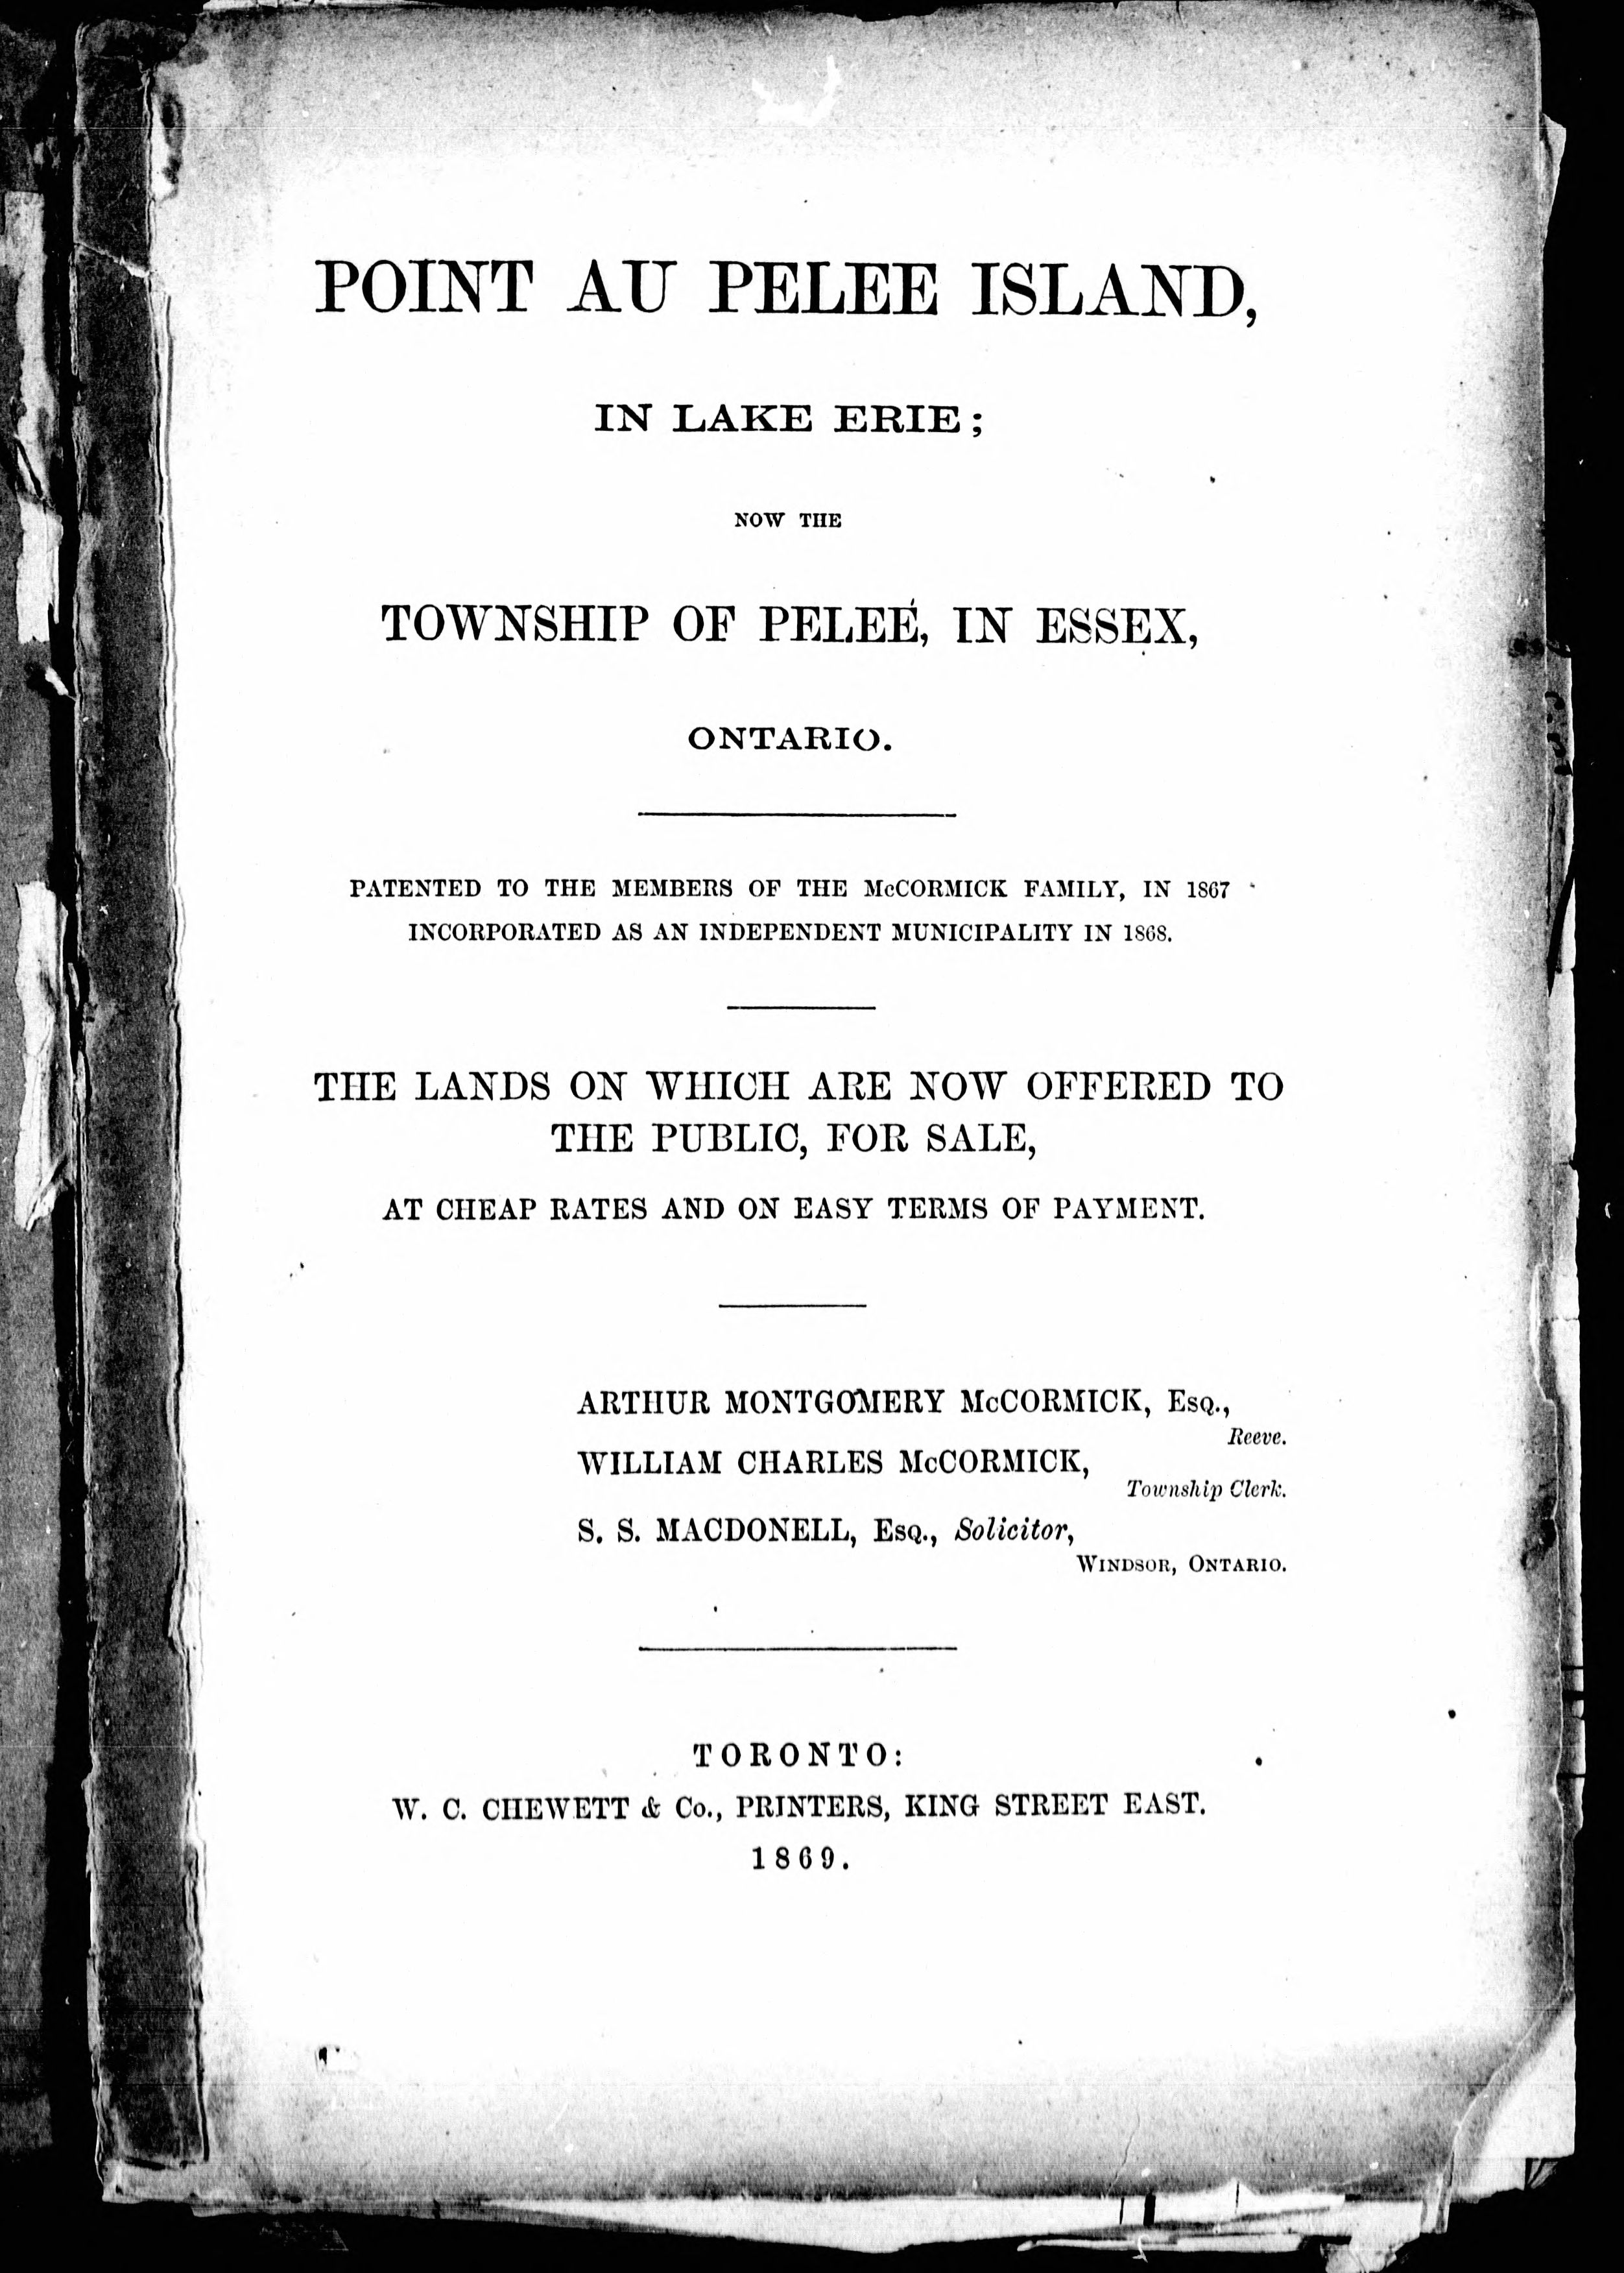 POINT AU PELEE ISLAND,
IN LAKE ERIE;
NOW THE
TOWNSHIP OF PELEÉ, IN ESSEX,
ONTARIO.
PATENTED TO THE MEMBERS OF THE McCORMICK FAMILY, IN 1867
INCORPORATED AS AN INDEPENDENT MUNICIPALITY IN 1868.
THE LANDS ON WHICH ARE NOW OFFERED TO
THE PUBLIC, FOR SALE,
AT CHEAP RATES AND ON EASY TERMS OF PAYMENT.
ARTHUR MONTGOMERY McCORMICK, Esq.,
Reeve.
WILLIAM CHARLES McCORMICK,
Township Clerk.
S. S. MACDONELL, Esq., Solicitor,
Windsor, Ontario.
TORONTO:
W. C. CHEWETT & Co., PRINTERS, KING STREET EAST.
1869.